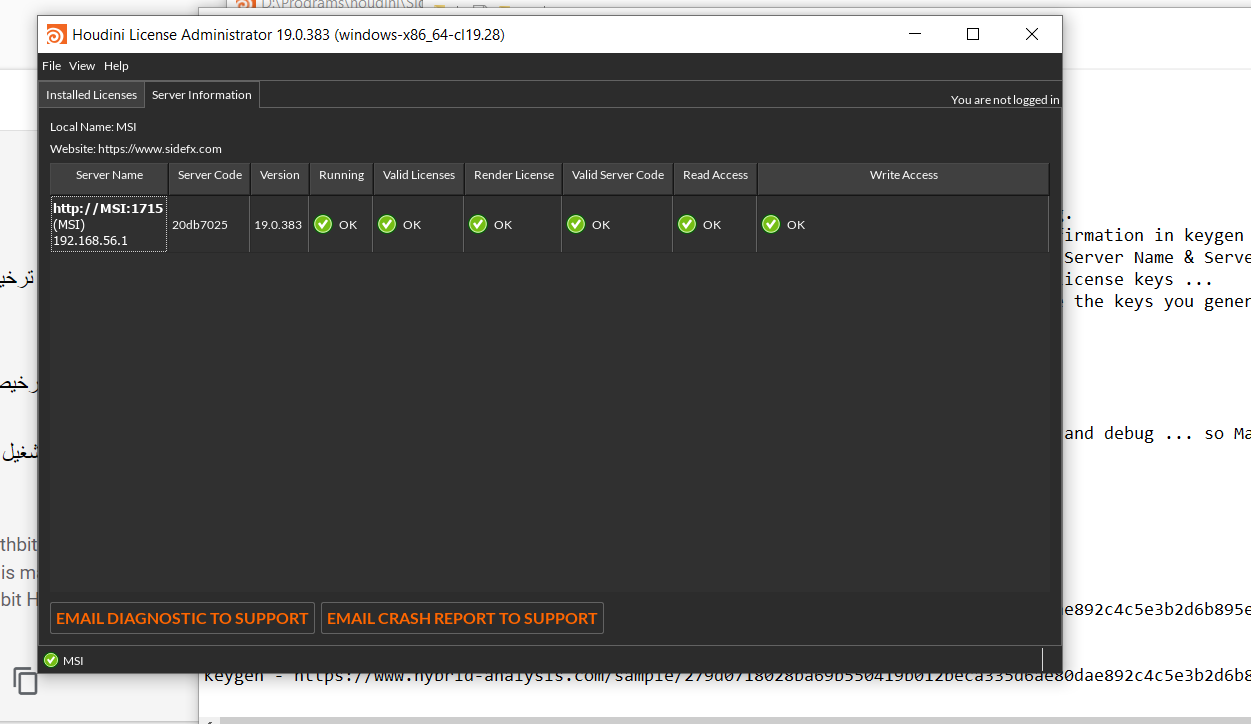 D:\Programs\houdini\Sid
Houdini License Administrator 19.0.383 (windows-x86_64-cl19.28)
File View Help
Installed Licenses Server Information
You are not logged in
Local Name: MSI
Website: https://www.sidefx.com
Server Name Server Code Version Running Valid Licenses Render License Valid Server Code Read Access Write Access
http://MSI:1715
(MSI)
192.168.56.1
20db7025 19.0.383 OK OK OK OK OK OK
firmation in keygen
Server Name & Serve
icense keys ...
the keys you gener
and debug ... so Ma
ترخي
رخيص
شغيل
thbit
is m
bit H
e892c4c5e3b2d6b895e
EMAIL DIAGNOSTIC TO SUPPORT EMAIL CRASH REPORT TO SUPPORT
MSI
keygen - https://www.hybrid-analysis.com/sample/279d0718028ba69b550419b012beca335d6ae80dae892c4c5e3b2d6b8